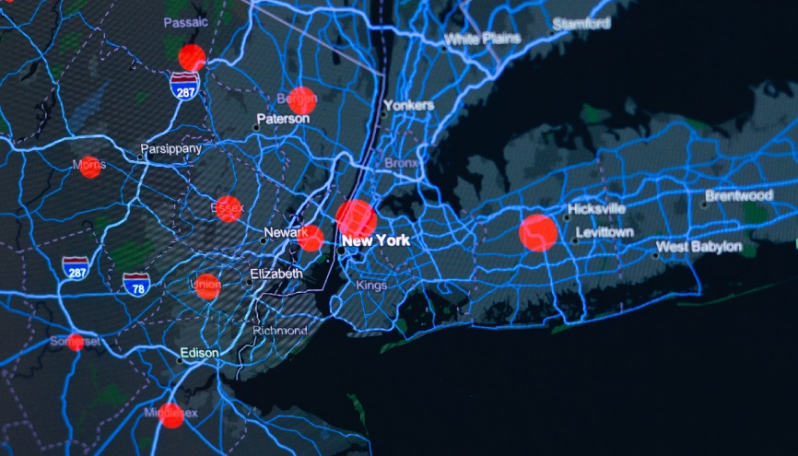 Passaic
Stamford
White Plains
287
Bergen
Yonkers
Paterson
Parsippany
Bronx
Morris
Brentwood
Essex
Hicksville
Newark
Levittown
New York
West Babylon
287
78
Elizabeth
Union
Kings
Richmond
Somerset
Edison
Middlesex